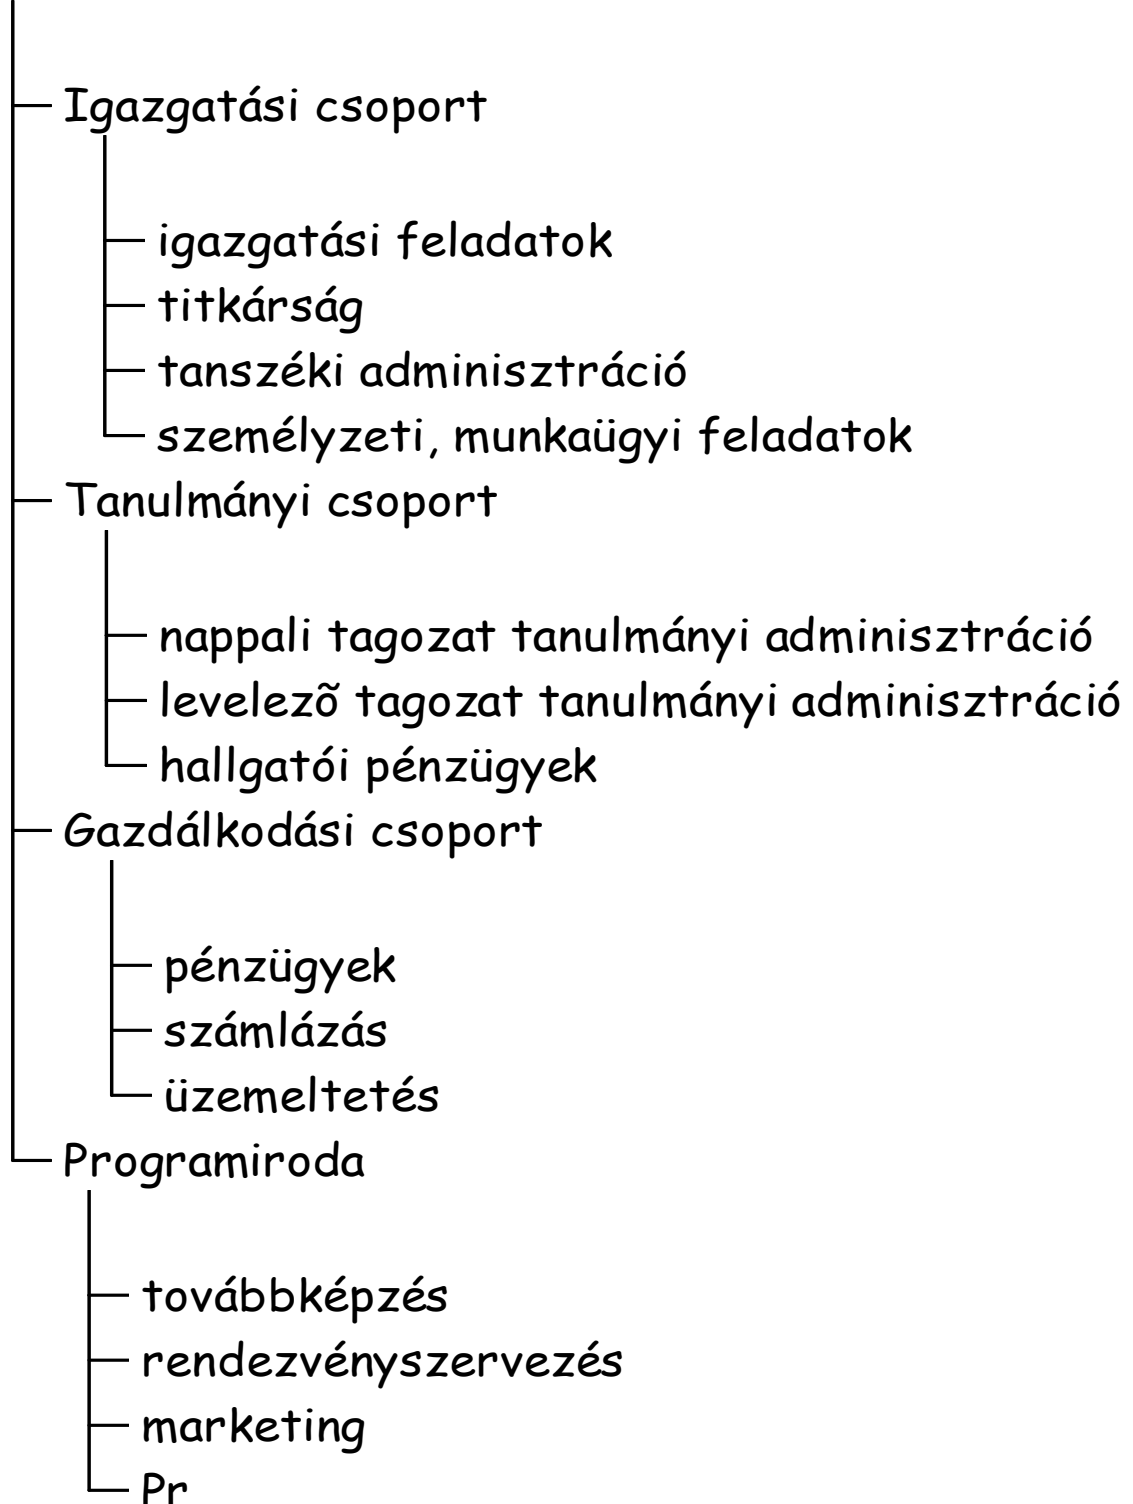 Igazgatási csoport
igazgatási feladatok
titkárság
tanszéki adminisztráció
személyzeti, munkaügyi feladatok
Tanulmányi csoport
nappali tagozat tanulmányi adminisztráció
levelezõ tagozat tanulmányi adminisztráció
hallgatói pénzügyek
Gazdálkodási csoport
pénzügyek
számlázás
üzemeltetés
Programiroda
továbbképzés
rendezvényszervezés
marketing
Pr